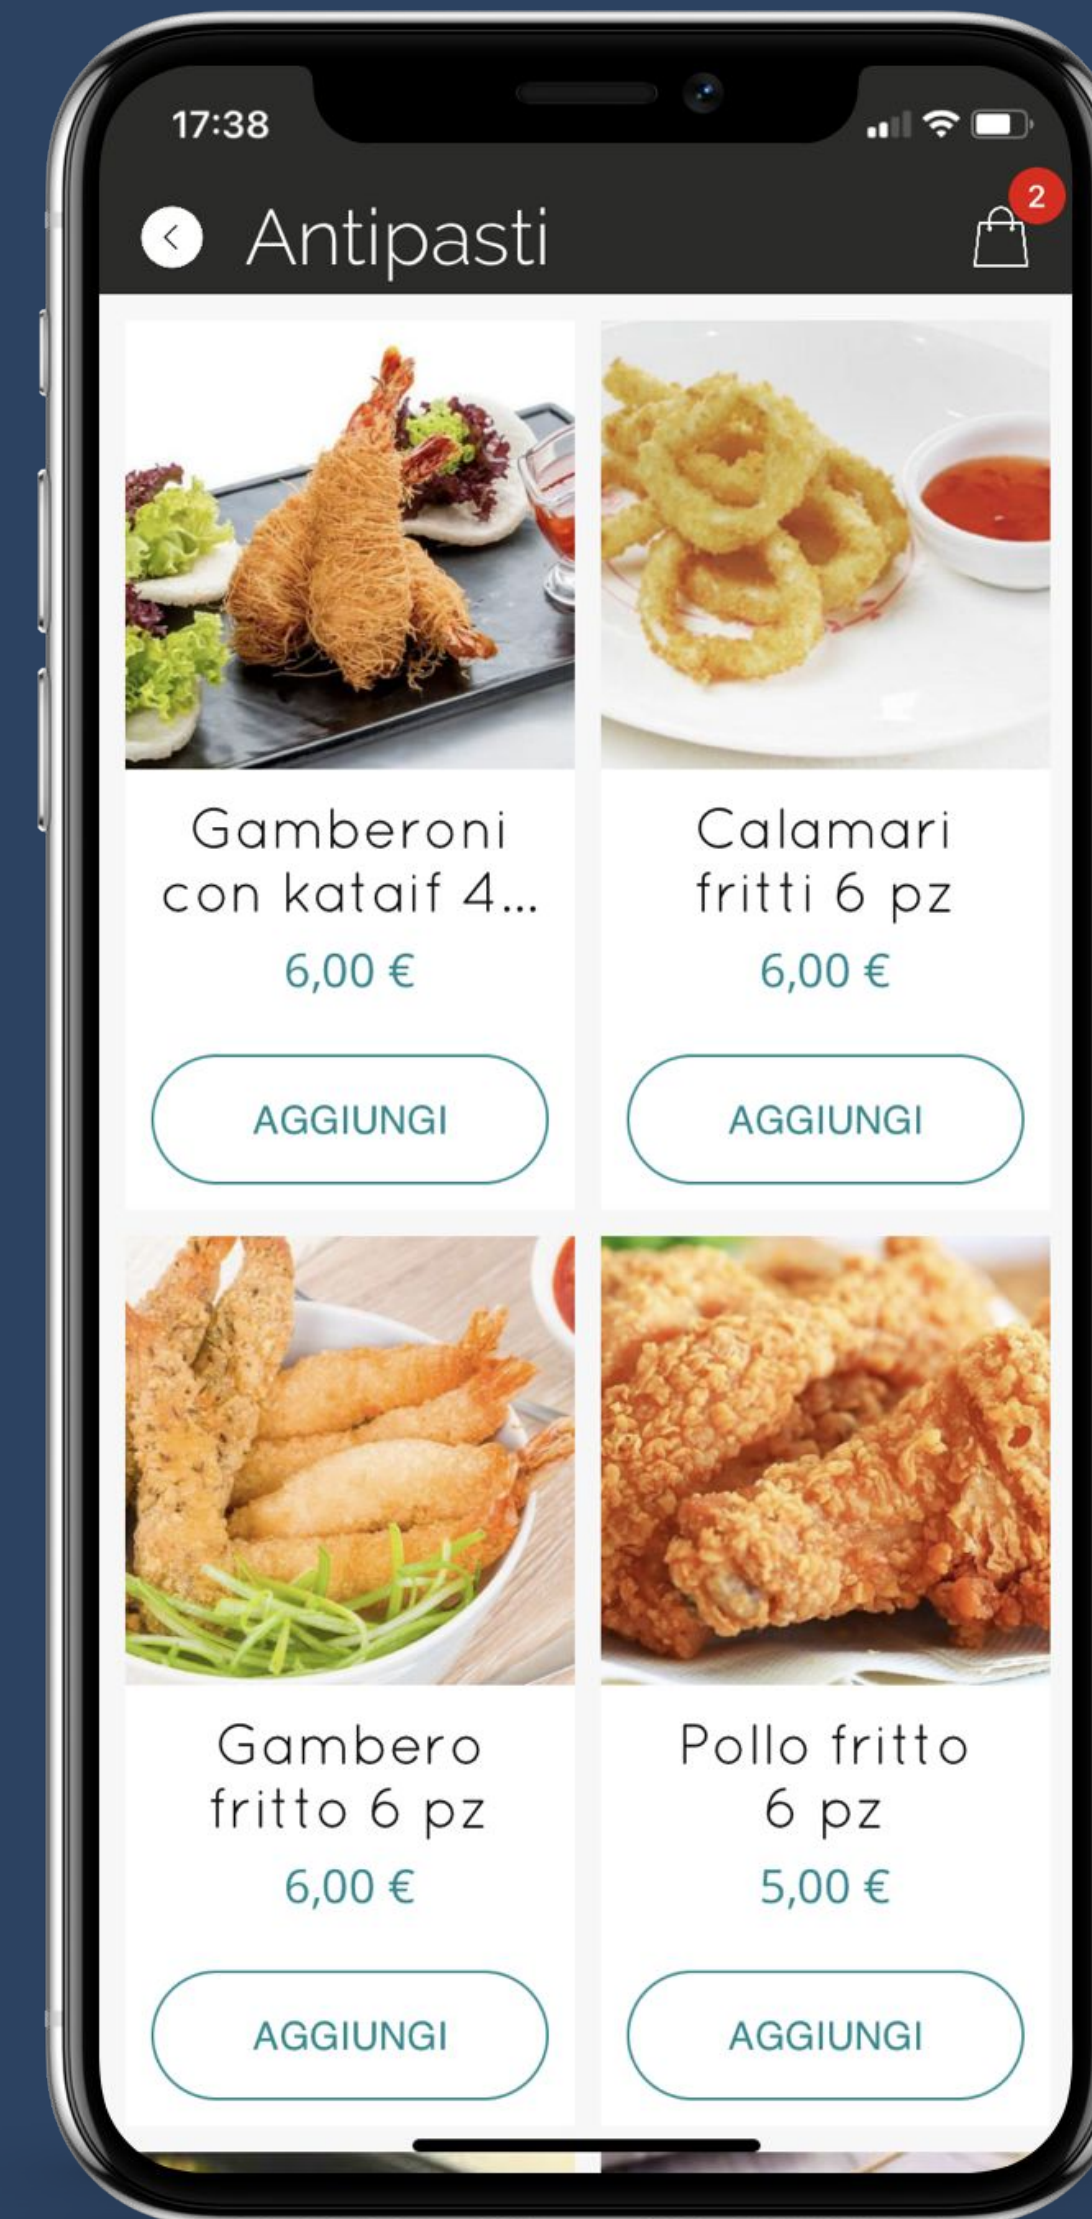 17:38
2
Antipasti
Gamberoni
con kataif 4...
6,00 €
AGGIUNGI
Calamari
fritti 6 pz
6,00 €
AGGIUNGI
Gambero
fritto 6 pz
6,00 €
AGGIUNGI
Pollo fritto
6 pz
5,00 €
AGGIUNGI